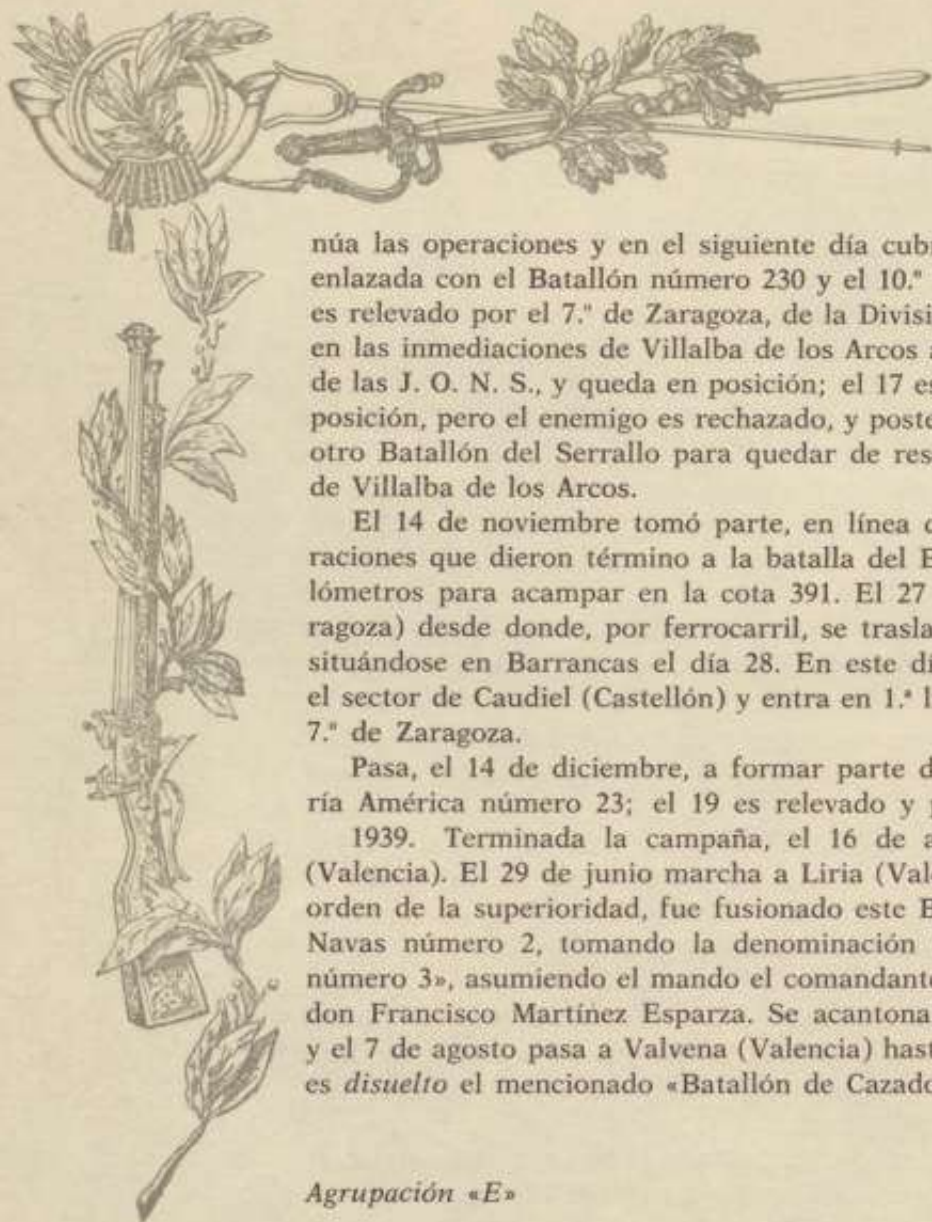 núa las operaciones y en el siguiente día cubr
enlazada con el Batallón número 230 y el 10.º
es relevado por el 7.º de Zaragoza, de la Divisi
en las inmediaciones de Villalba de los Arcos a
de las J. O. N. S., y queda en posición; el 17 es
posición, pero el enemigo es rechazado, y poste
otro Batallón del Serrallo para quedar de res
de Villalba de los Arcos.
El 14 de noviembre tomó parte, en línea d
raciones que dieron término a la batalla del E
lómetros para acampar en la cota 391. El 27
ragoza) desde donde, por ferrocarril, se trasla
situándose en Barrancas el día 28. En este dí
el sector de Caudiel (Castellón) y entra en 1.ª l
7.º de Zaragoza.
Pasa, el 14 de diciembre, a formar parte d
ría América número 23; el 19 es relevado y p
1939. Terminada la campaña, el 16 de a
(Valencia). El 29 de junio marcha a Liria (Val
orden de la superioridad, fue fusionado este B
Navas número 2, tomando la denominación
número 3», asumiendo el mando el comandante
don Francisco Martínez Esparza. Se acantona
y el 7 de agosto pasa a Valvena (Valencia) hast
es disuelto el mencionado «Batallón de Cazado
Agrupación «E»